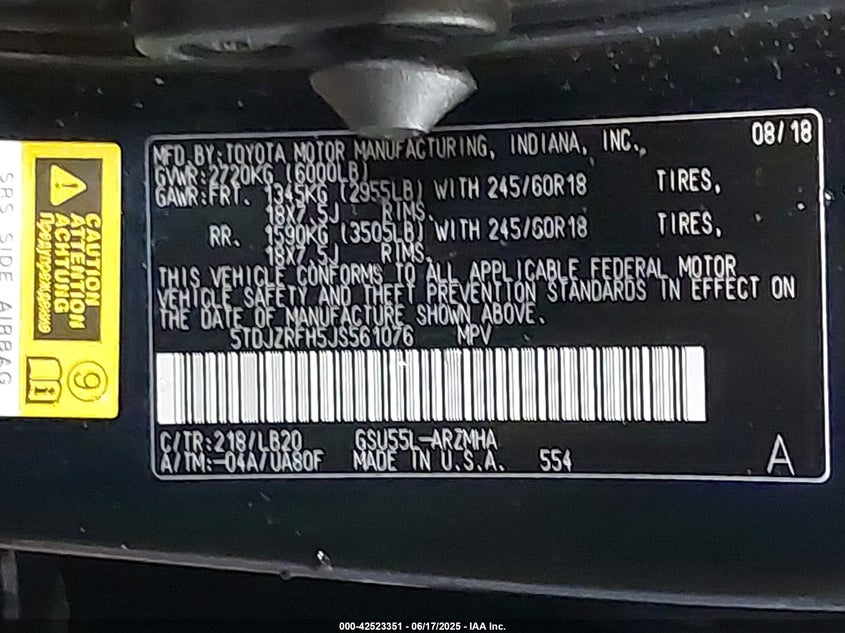 08/18
MFD.BY:TOYOTA MOTOR MANUFACTURING, INDIANA, INC.,
GVWR:2720KG (6000LB)
GAWR:FRT. 1345KG (2955LB) WITH 245/60R18 TIRES,
18X7.5J RIMS.
RR. 1590KG (3505LB) WITH 245/60R18 TIRES,
18X7.5J RIMS.
THIS VEHICLE CONFORMS TO ALL APPLICABLE FEDERAL MOTOR
VEHICLE SAFETY AND THEFT PREVENTION STANDARDS IN EFFECT ON
THE DATE OF MANUFACTURE SHOWN ABOVE.
5TDJZRFH5JS561076 MPV
C/TR:218/LB20 GSU55L-ARZMHA
A/TM:-04A/UA80F MADE IN U.S.A. 554
A
CAUTION
ATTENTION
ACHTUNG
SRS SIDE AIRBAG
000-42523351 - 06/17/2025 - IAA Inc.